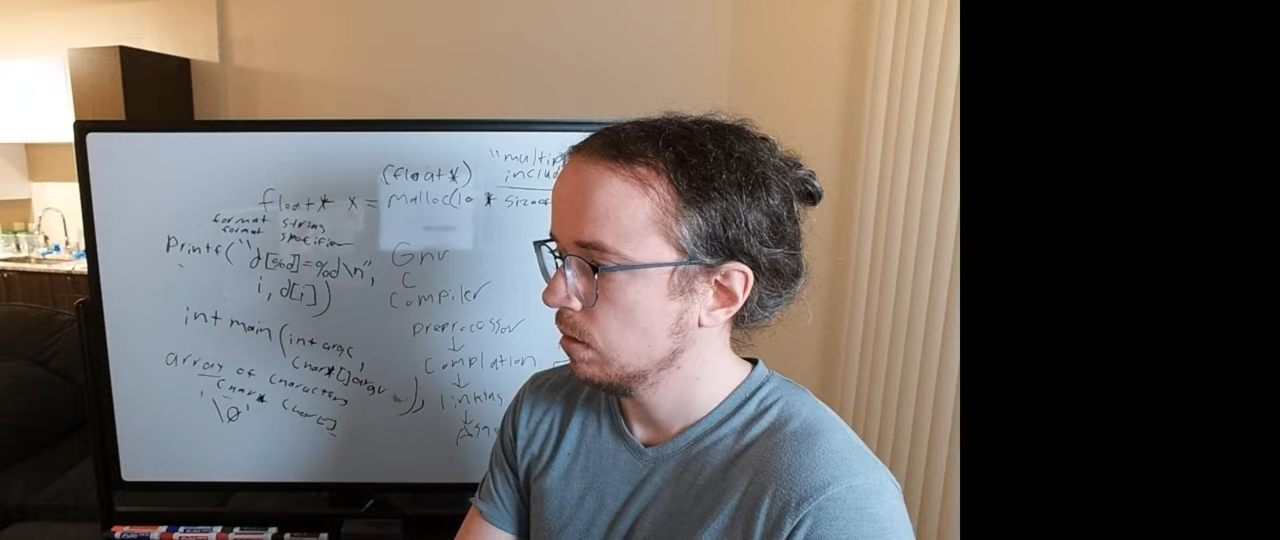 (float*)
"multip
includ
float* x = malloc(10 * sizeof
format string
format specifier
printf("d[%d]=%d\n",
i, d[i])
Gnu
C
Compiler
int main(int argc,
char*[] argv
),
array of characters
char* char[]
'\0'
preprocessor
↓
Complation
↓
linking
↓